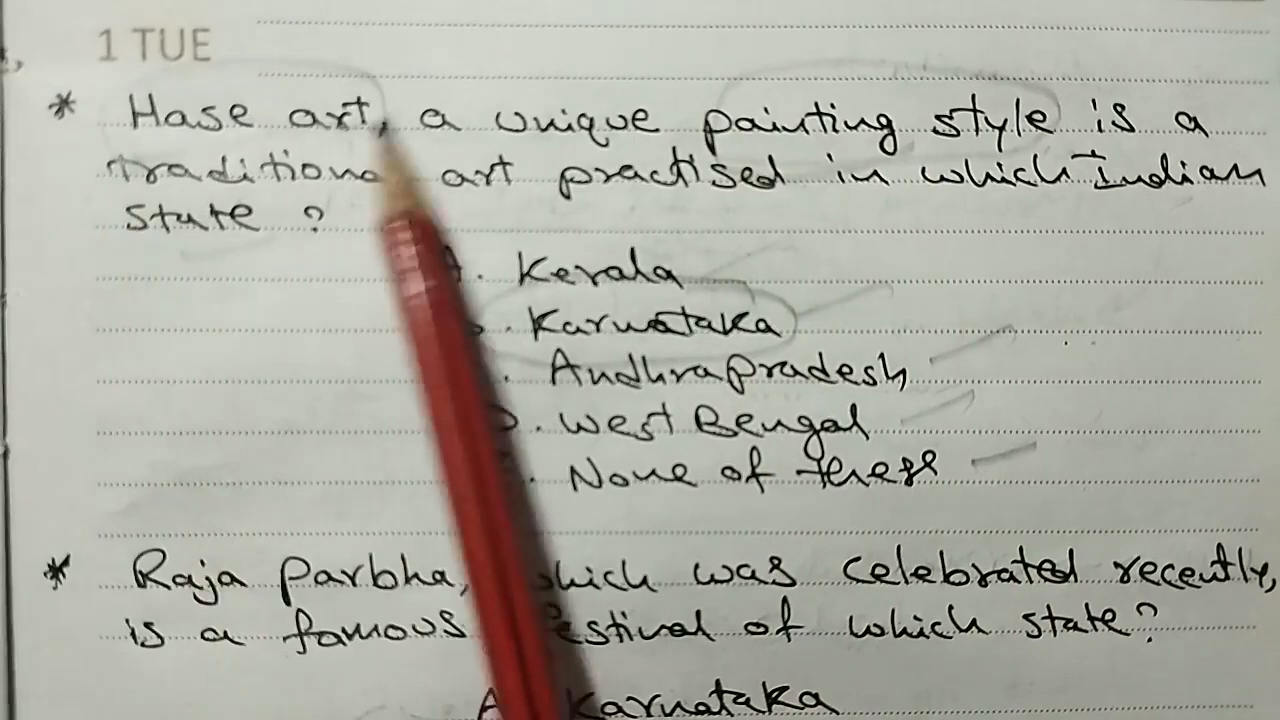 1 TUE
* Hase art, a unique painting style is a
traditiona art practised in which Indian
state ?
. Kerala
. Karnataka
. Andhrapradesh
. West Bengal
. None of these
* Raja Parbha, which was celebrated recently,
is a famous festival of which state?
A Karnataka